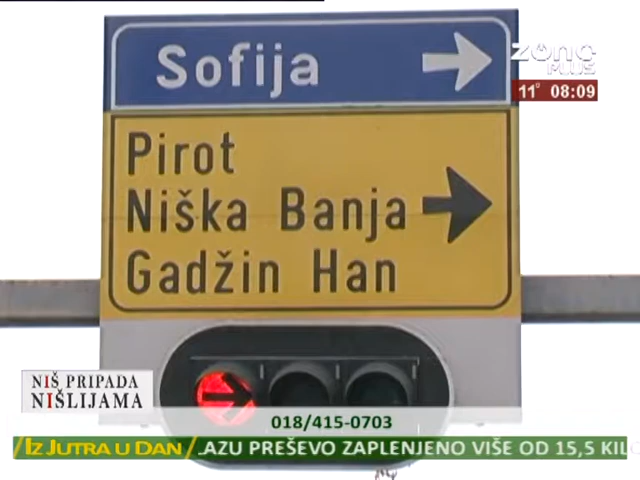 Sofija
zona
PLUS
11° 08:09
Pirot
Niška Banja
Gadžin Han
NIŠ PRIPADA
NIŠLIJAMA
018/415-0703
IZ JUTRA U DAN
AZU PREŠEVO ZAPLENJENO VIŠE OD 15,5 KIL